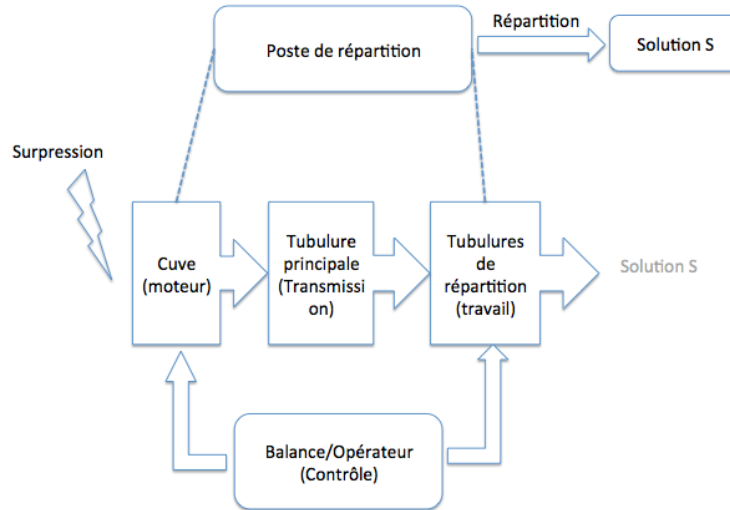 Poste de répartition
Répartition
Solution S
Surpression
Cuve
(moteur)
Tubulure
principale
(Transmissi
on)
Tubulures
de
répartition
(travail)
Solution S
Balance/Opérateur
(Contrôle)